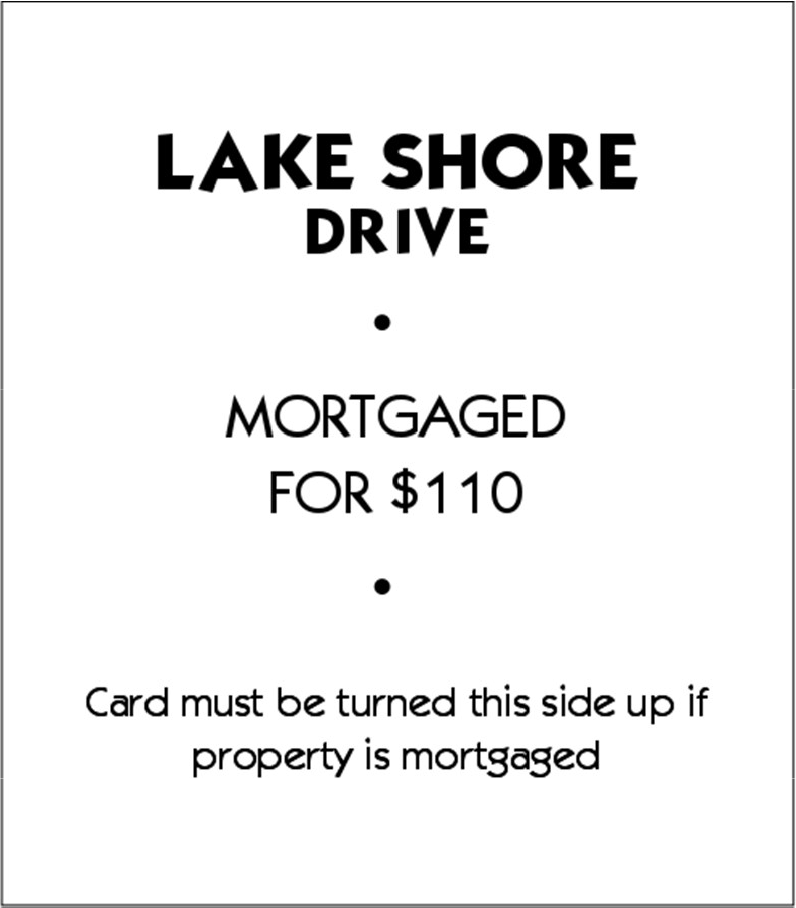 LAKE SHORE
DRIVE
•
MORTGAGED
FOR $110
•
Card must be turned this side up if
property is mortgaged